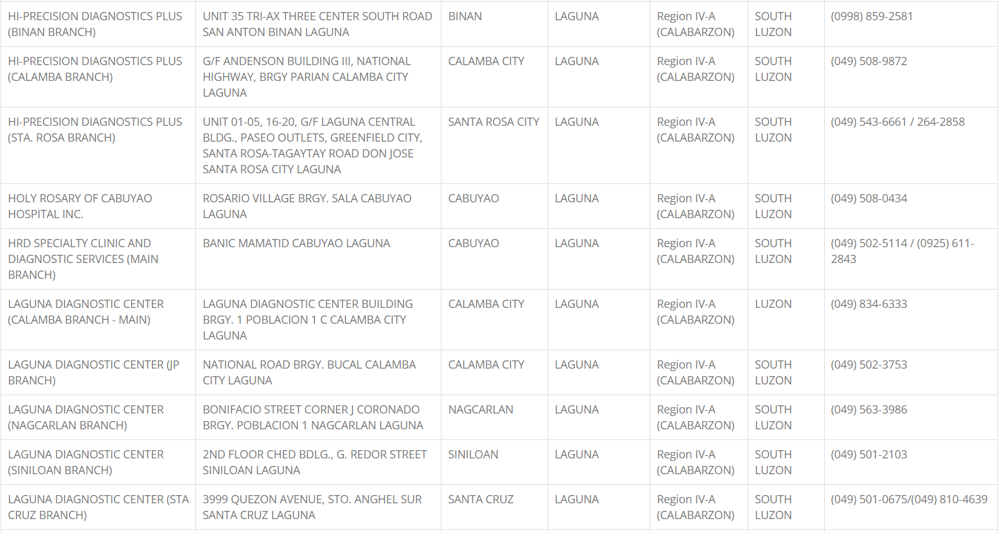 HI-PRECISION DIAGNOSTICS PLUS
(BINAN BRANCH)
UNIT 35 TRI-AX THREE CENTER SOUTH ROAD
SAN ANTON BINAN LAGUNA
BINAN
LAGUNA
Region IV-A
(CALABARZON)
SOUTH
LUZON
(0998) 859-2581
HI-PRECISION DIAGNOSTICS PLUS
(CALAMBA BRANCH)
G/F ANDENSON BUILDING III, NATIONAL
HIGHWAY, BRGY PARIAN CALAMBA CITY
LAGUNA
CALAMBA CITY
LAGUNA
Region IV-A
(CALABARZON)
SOUTH
LUZON
(049) 508-9872
HI-PRECISION DIAGNOSTICS PLUS
(STA. ROSA BRANCH)
UNIT 01-05, 16-20, G/F LAGUNA CENTRAL
BLDG., PASEO OUTLETS, GREENFIELD CITY,
SANTA ROSA-TAGAYTAY ROAD DON JOSE
SANTA ROSA CITY LAGUNA
SANTA ROSA CITY
LAGUNA
Region IV-A
(CALABARZON)
SOUTH
LUZON
(049) 543-6661 / 264-2858
HOLY ROSARY OF CABUYAO
HOSPITAL INC.
ROSARIO VILLAGE BRGY. SALA CABUYAO
LAGUNA
CABUYAO
LAGUNA
Region IV-A
(CALABARZON)
SOUTH
LUZON
(049) 508-0434
HRD SPECIALTY CLINIC AND
DIAGNOSTIC SERVICES (MAIN
BRANCH)
BANIC MAMATID CABUYAO LAGUNA
CABUYAO
LAGUNA
Region IV-A
(CALABARZON)
SOUTH
LUZON
(049) 502-5114 / (0925) 611-
2843
LAGUNA DIAGNOSTIC CENTER
(CALAMBA BRANCH - MAIN)
LAGUNA DIAGNOSTIC CENTER BUILDING
BRGY. 1 POBLACION 1 C CALAMBA CITY
LAGUNA
CALAMBA CITY
LAGUNA
Region IV-A
(CALABARZON)
LUZON
(049) 834-6333
LAGUNA DIAGNOSTIC CENTER (JP
BRANCH)
NATIONAL ROAD BRGY. BUCAL CALAMBA
CITY LAGUNA
CALAMBA CITY
LAGUNA
Region IV-A
(CALABARZON)
SOUTH
LUZON
(049) 502-3753
LAGUNA DIAGNOSTIC CENTER
(NAGCARLAN BRANCH)
BONIFACIO STREET CORNER J CORONADO
BRGY. POBLACION 1 NAGCARLAN LAGUNA
NAGCARLAN
LAGUNA
Region IV-A
(CALABARZON)
SOUTH
LUZON
(049) 563-3986
LAGUNA DIAGNOSTIC CENTER
(SINILOAN BRANCH)
2ND FLOOR CHED BDLG., G. REDOR STREET
SINILOAN LAGUNA
SINILOAN
LAGUNA
Region IV-A
(CALABARZON)
SOUTH
LUZON
(049) 501-2103
LAGUNA DIAGNOSTIC CENTER (STA
CRUZ BRANCH)
3999 QUEZON AVENUE, STO. ANGHEL SUR
SANTA CRUZ LAGUNA
SANTA CRUZ
LAGUNA
Region IV-A
(CALABARZON)
SOUTH
LUZON
(049) 501-0675/(049) 810-4639